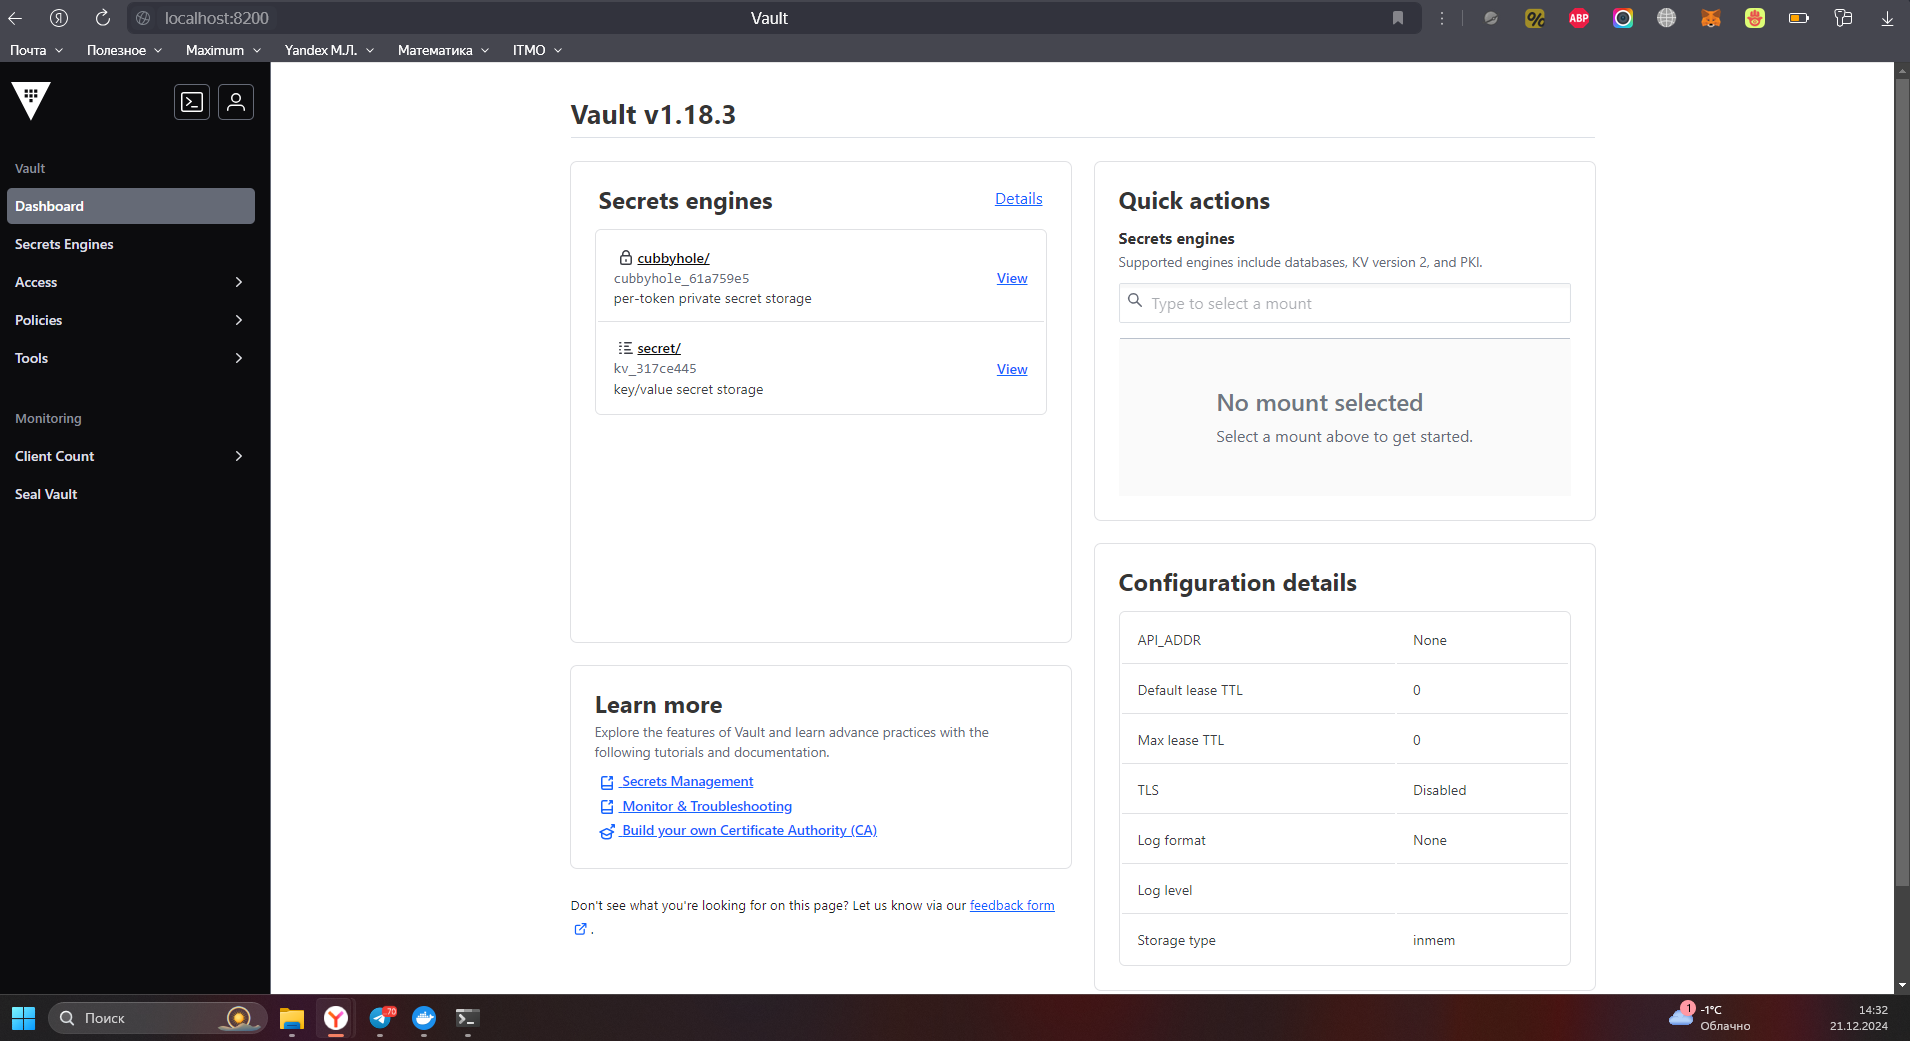 localhost:8200
Vault
Почта
Полезное
Maximum
Yandex М.Л.
Математика
ITMO
ABP
Vault
Dashboard
Secrets Engines
Access
Policies
Tools
Monitoring
Client Count
Seal Vault
Vault v1.18.3
Secrets engines
Details
cubbyhole/
cubbyhole_61a759e5
View
per-token private secret storage
secret/
kv_317ce445
View
key/value secret storage
Learn more
Explore the features of Vault and learn advance practices with the
following tutorials and documentation.
Secrets Management
Monitor & Troubleshooting
Build your own Certificate Authority (CA)
Don't see what you're looking for on this page? Let us know via our feedback form
.
Quick actions
Secrets engines
Supported engines include databases, KV version 2, and PKI.
Type to select a mount
No mount selected
Select a mount above to get started.
Configuration details
API_ADDR None
Default lease TTL 0
Max lease TTL 0
TLS Disabled
Log format None
Log level
Storage type inmem
Поиск
70
1
-1°C
Облачно
14:32
21.12.2024